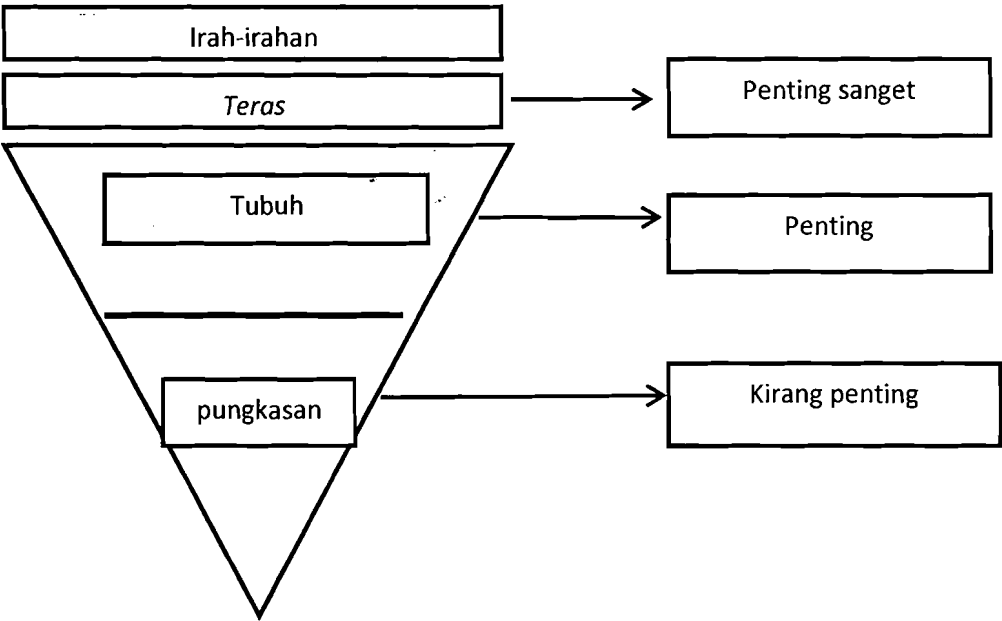 Irah-irahan
Teras
Penting sanget
Tubuh
Penting
pungkasan
Kirang penting